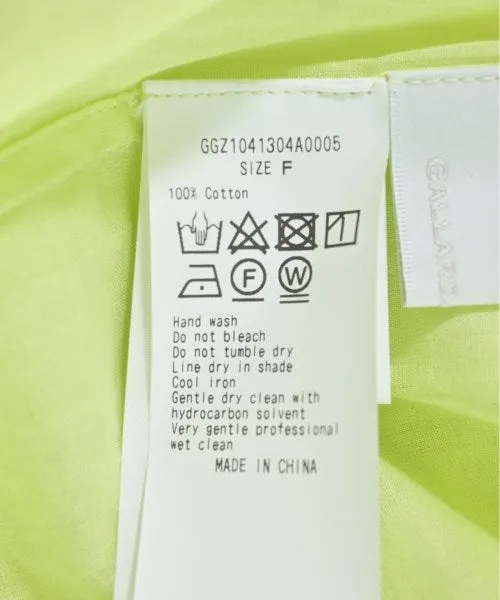 GGZ1041304A0005
SIZE F
100% Cotton
F W
Hand wash
Do not bleach
Do not tumble dry
Line dry in shade
Cool iron
Gentle dry clean with
hydrocarbon solvent
Very gentle professional
wet clean
MADE IN CHINA